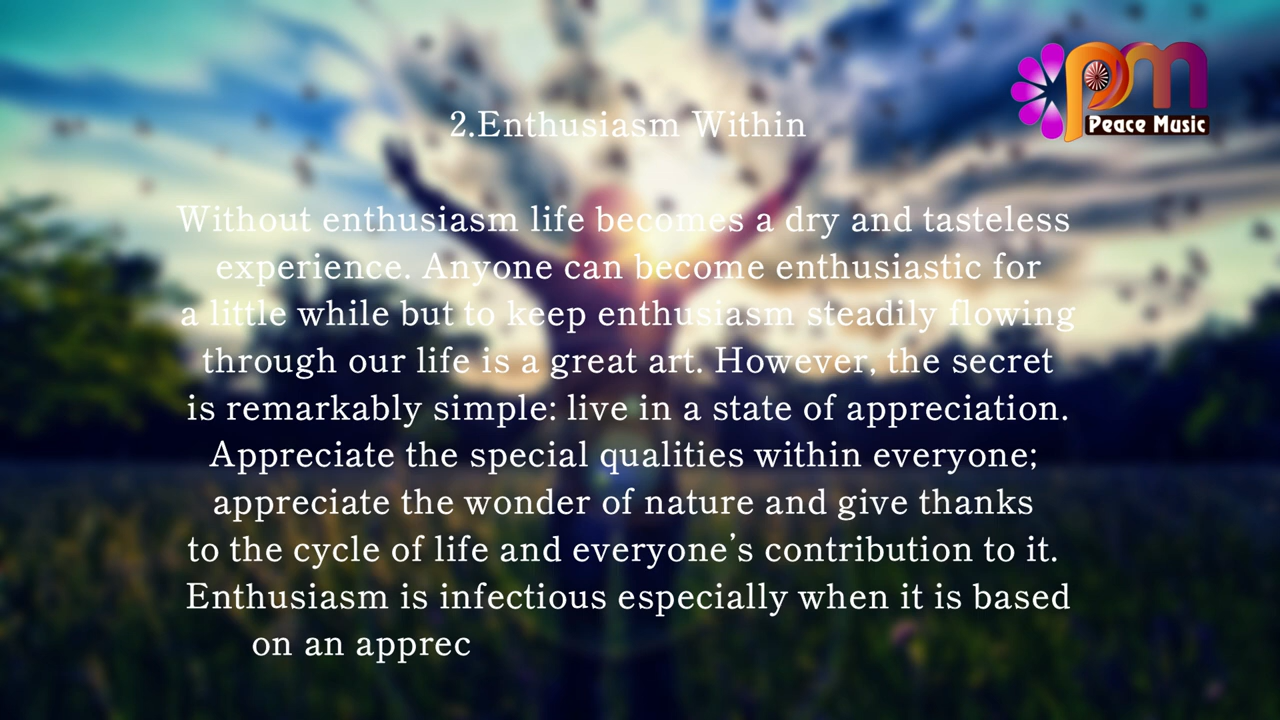 pm
Peace Music
2.Enthusiasm Within
Without enthusiasm life becomes a dry and tasteless
experience. Anyone can become enthusiastic for
a little while but to keep enthusiasm steadily flowing
through our life is a great art. However, the secret
is remarkably simple: live in a state of appreciation.
Appreciate the special qualities within everyone;
appreciate the wonder of nature and give thanks
to the cycle of life and everyone’s contribution to it.
Enthusiasm is infectious especially when it is based
on an apprec